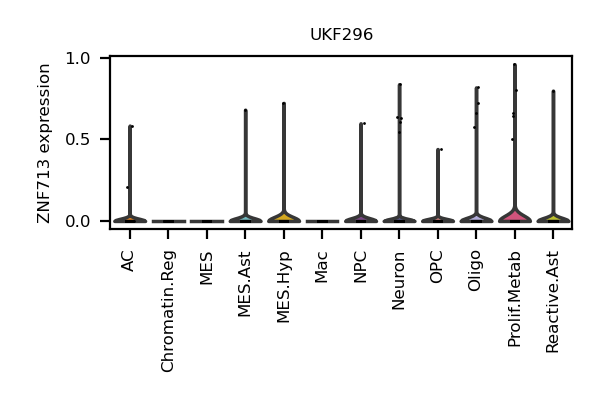 UKF296
ZNF713 expression
1.0
0.5
0.0
AC
Chromatin.Reg
MES
MES.Ast
MES.Hyp
Mac
NPC
Neuron
OPC
Oligo
Prolif.Metab
Reactive.Ast